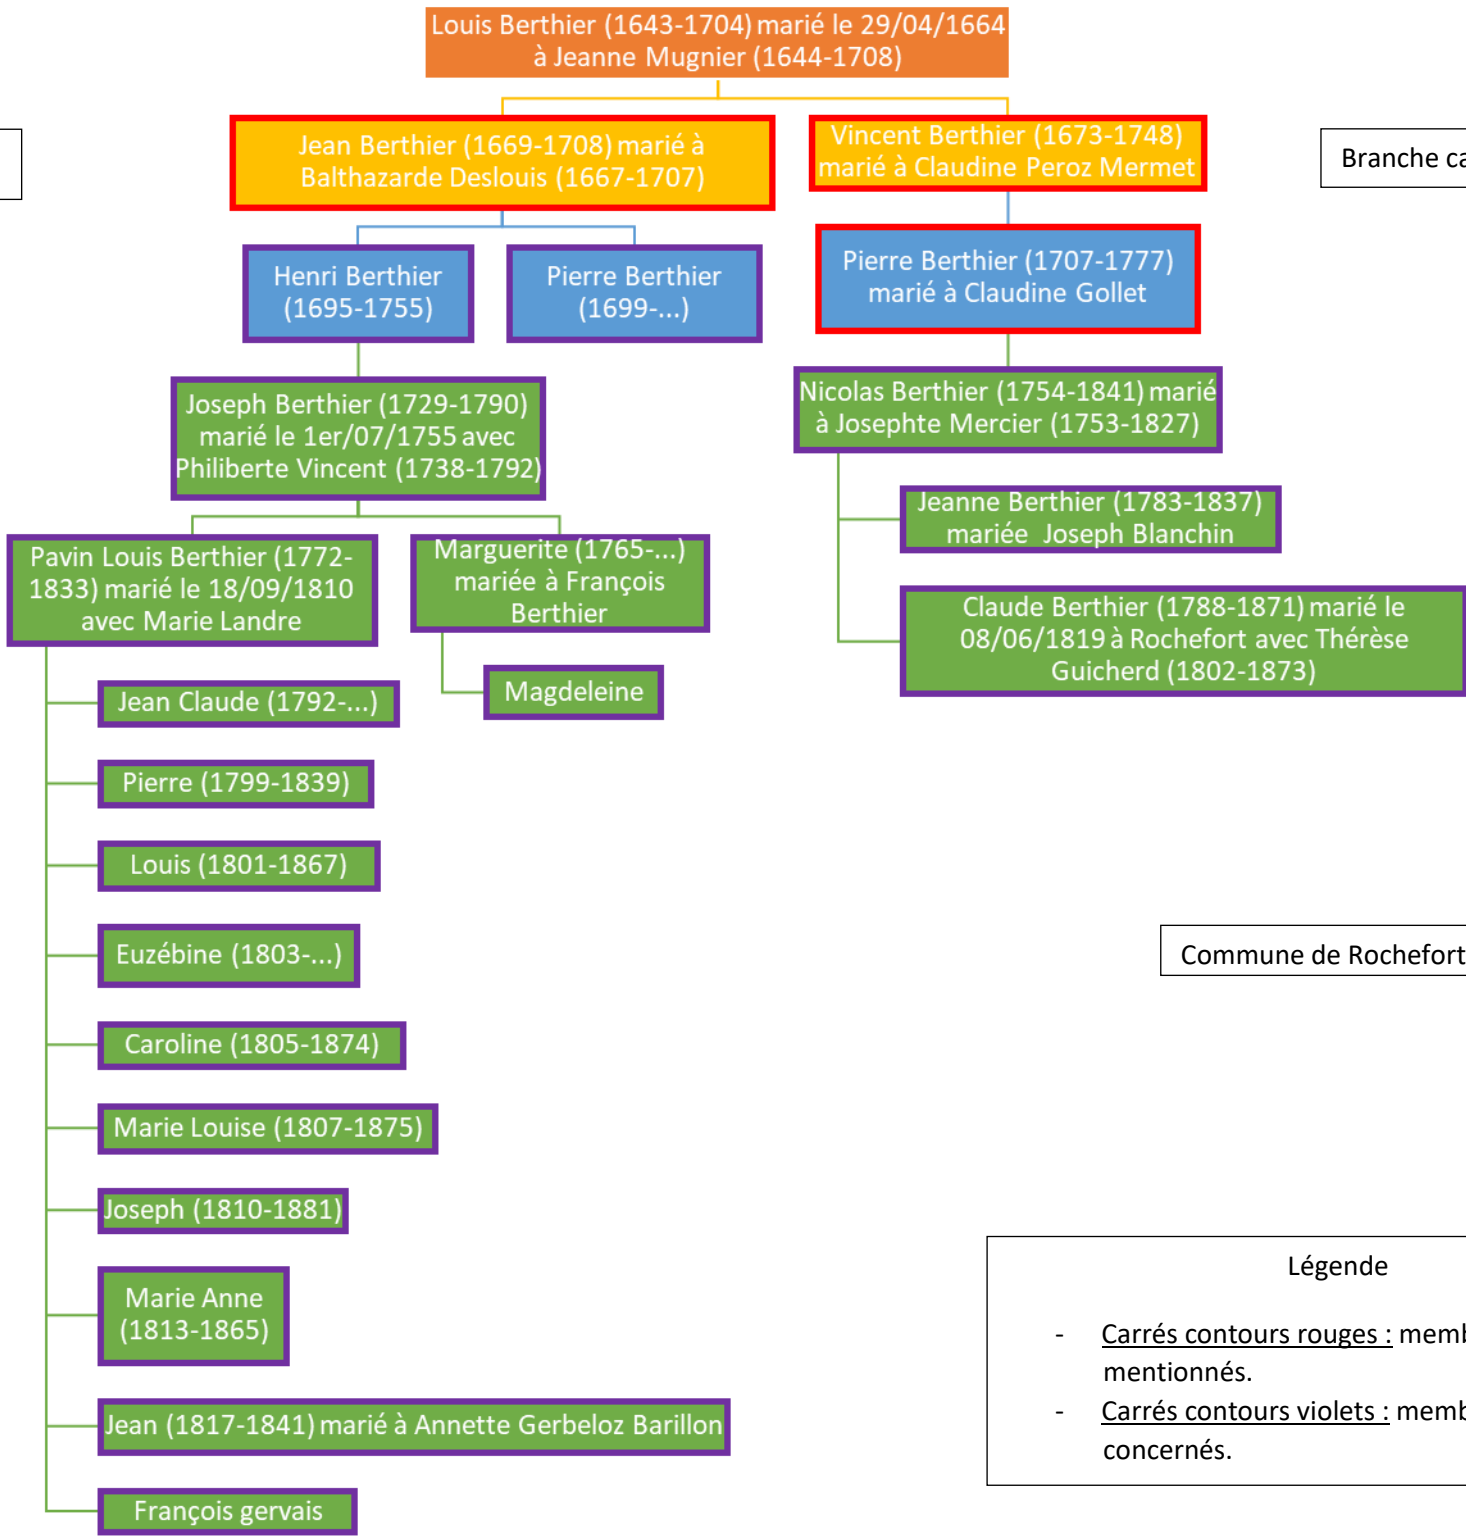 Louis Berthier (1643-1704) marié le 29/04/1664
à Jeanne Mugnier (1644-1708)
Jean Berthier (1669-1708) marié à
Balthazarde Deslouis (1667-1707)
Vincent Berthier (1673-1748)
marié à Claudine Peroz Mermet
Branche ca
Henri Berthier
(1695-1755)
Pierre Berthier
(1699-...)
Pierre Berthier (1707-1777)
marié à Claudine Gollet
Joseph Berthier (1729-1790)
marié le 1er/07/1755 avec
Philiberte Vincent (1738-1792)
Nicolas Berthier (1754-1841) marié
à Josephte Mercier (1753-1827)
Jeanne Berthier (1783-1837)
mariée  Joseph Blanchin
Pavin Louis Berthier (1772-
1833) marié le 18/09/1810
avec Marie Landre
Marguerite (1765-...)
mariée à François
Berthier
Claude Berthier (1788-1871) marié le
08/06/1819 à Rochefort avec Thérèse
Guicherd (1802-1873)
Magdeleine
Jean Claude (1792-...)
Pierre (1799-1839)
Louis (1801-1867)
Euzébine (1803-...)
Commune de Rochefort
Caroline (1805-1874)
Marie Louise (1807-1875)
Joseph (1810-1881)
Marie Anne
(1813-1865)
Jean (1817-1841) marié à Annette Gerbeloz Barillon
François gervais
Légende
- Carrés contours rouges : memb
mentionnés.
- Carrés contours violets : memb
concernés.